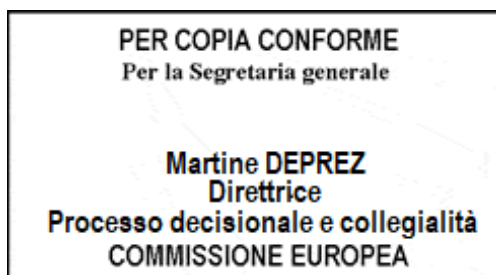 PER COPIA CONFORME
Per la Segretaria generale
Martine DEPREZ
Direttrice
Processo decisionale e collegialità
COMMISSIONE EUROPEA